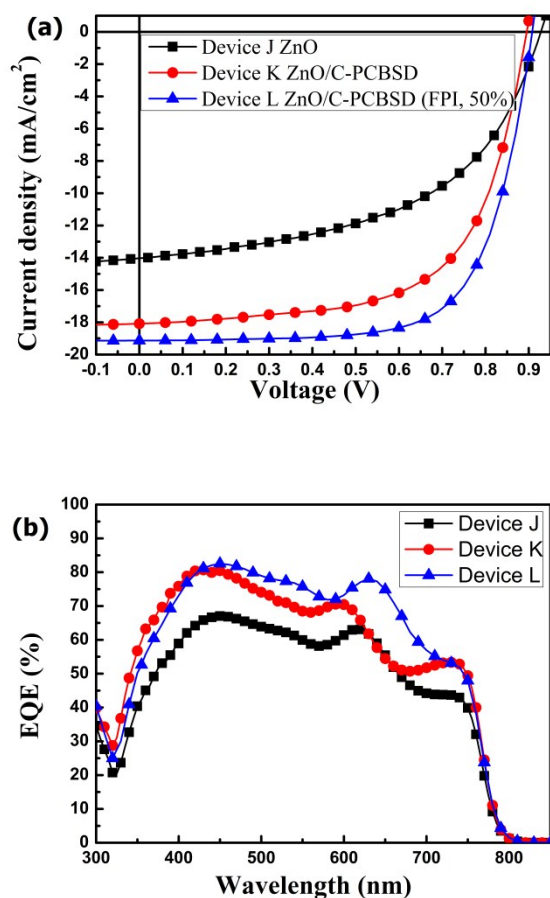 (a)
0
-2
-4
-6
-8
-10
-12
-14
-16
-18
-20
Current density (mA/cm²)
Device J ZnO
Device K ZnO/C-PCBSD
Device L ZnO/C-PCBSD (FPI, 50%)
-0.1 0.0 0.1 0.2 0.3 0.4 0.5 0.6 0.7 0.8 0.9
Voltage (V)
(b)
100
90
80
70
60
50
40
30
20
10
0
EQE (%)
Device J
Device K
Device L
300 400 500 600 700 800
Wavelength (nm)